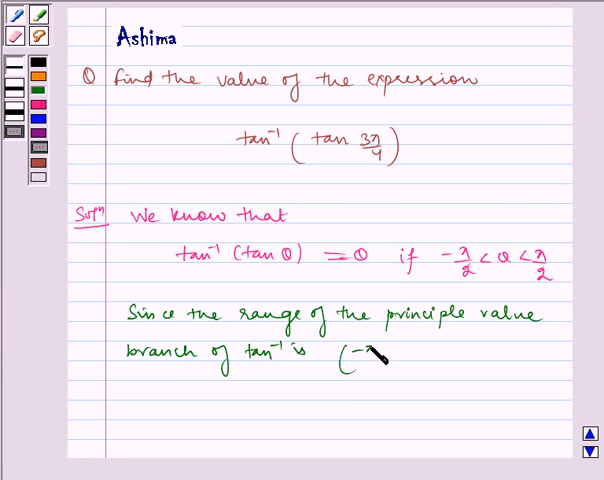 Ashima
Q Find the value of the expression
tan⁻¹ ( tan 3π/4 )
Solⁿ We know that
tan⁻¹ (tan θ) = θ if -π/2 < θ < π/2
Since the range of the principle value
branch of tan⁻¹ is (-π